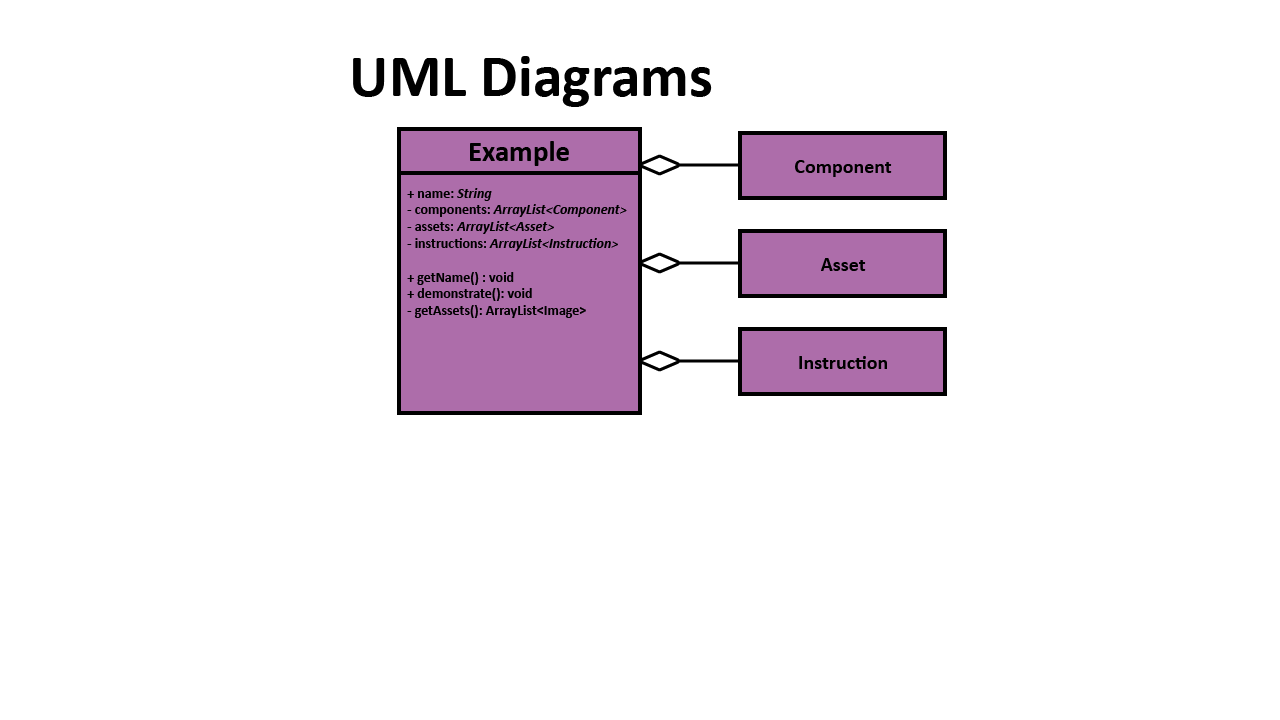 UML Diagrams
Example
+ name: String
- components: ArrayList<Component>
- assets: ArrayList<Asset>
- instructions: ArrayList<Instruction>
+ getName() : void
+ demonstrate(): void
- getAssets(): ArrayList<Image>
Component
Asset
Instruction